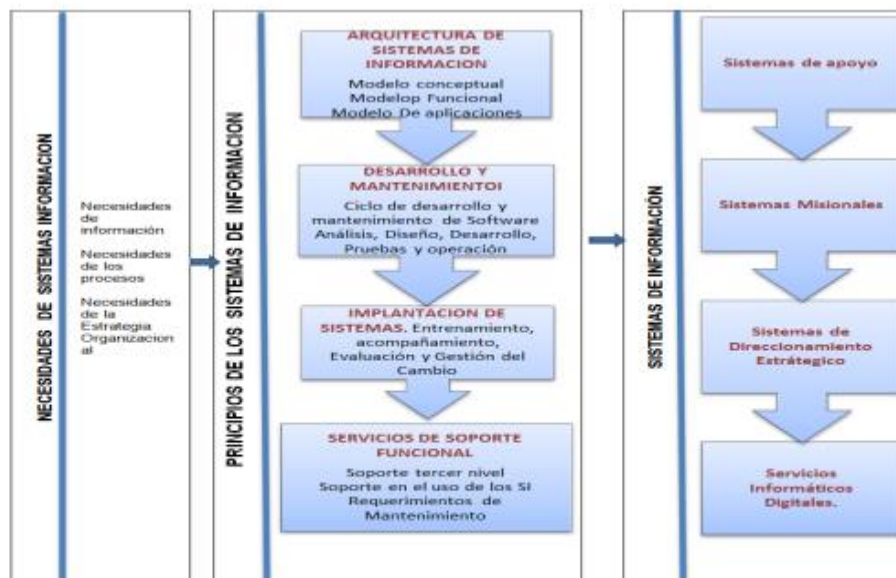 NECESIDADES DE SISTEMAS INFORMACION
Necesidades
de
información
Necesidades
de los
procesos
Necesidades
de la
Estrategia
Organizacion
al
PRINCIPIOS DE LOS SISTEMAS DE INFORMACION
ARQUITECTURA DE
SISTEMAS DE
INFORMACION
Modelo conceptual
Modelop Funcional
Modelo De aplicaciones
DESARROLLO Y
MANTENIMIENTOI
Ciclo de desarrollo y
mantenimiento de Software
Análisis, Diseño, Desarrollo,
Pruebas y operación
IMPLANTACION DE
SISTEMAS. Entrenamiento,
acompañamiento,
Evaluación y Gestión del
Cambio
SERVICIOS DE SOPORTE
FUNCIONAL
Soporte tercer nivel
Soporte en el uso de los SI
Requerimientos de
Mantenimiento
SISTEMAS DE INFORMACIÓN
Sistemas de apoyo
Sistemas Misionales
Sistemas de
Direccionamiento
Estrátegico
Servicios
Informáticos
Digitales.